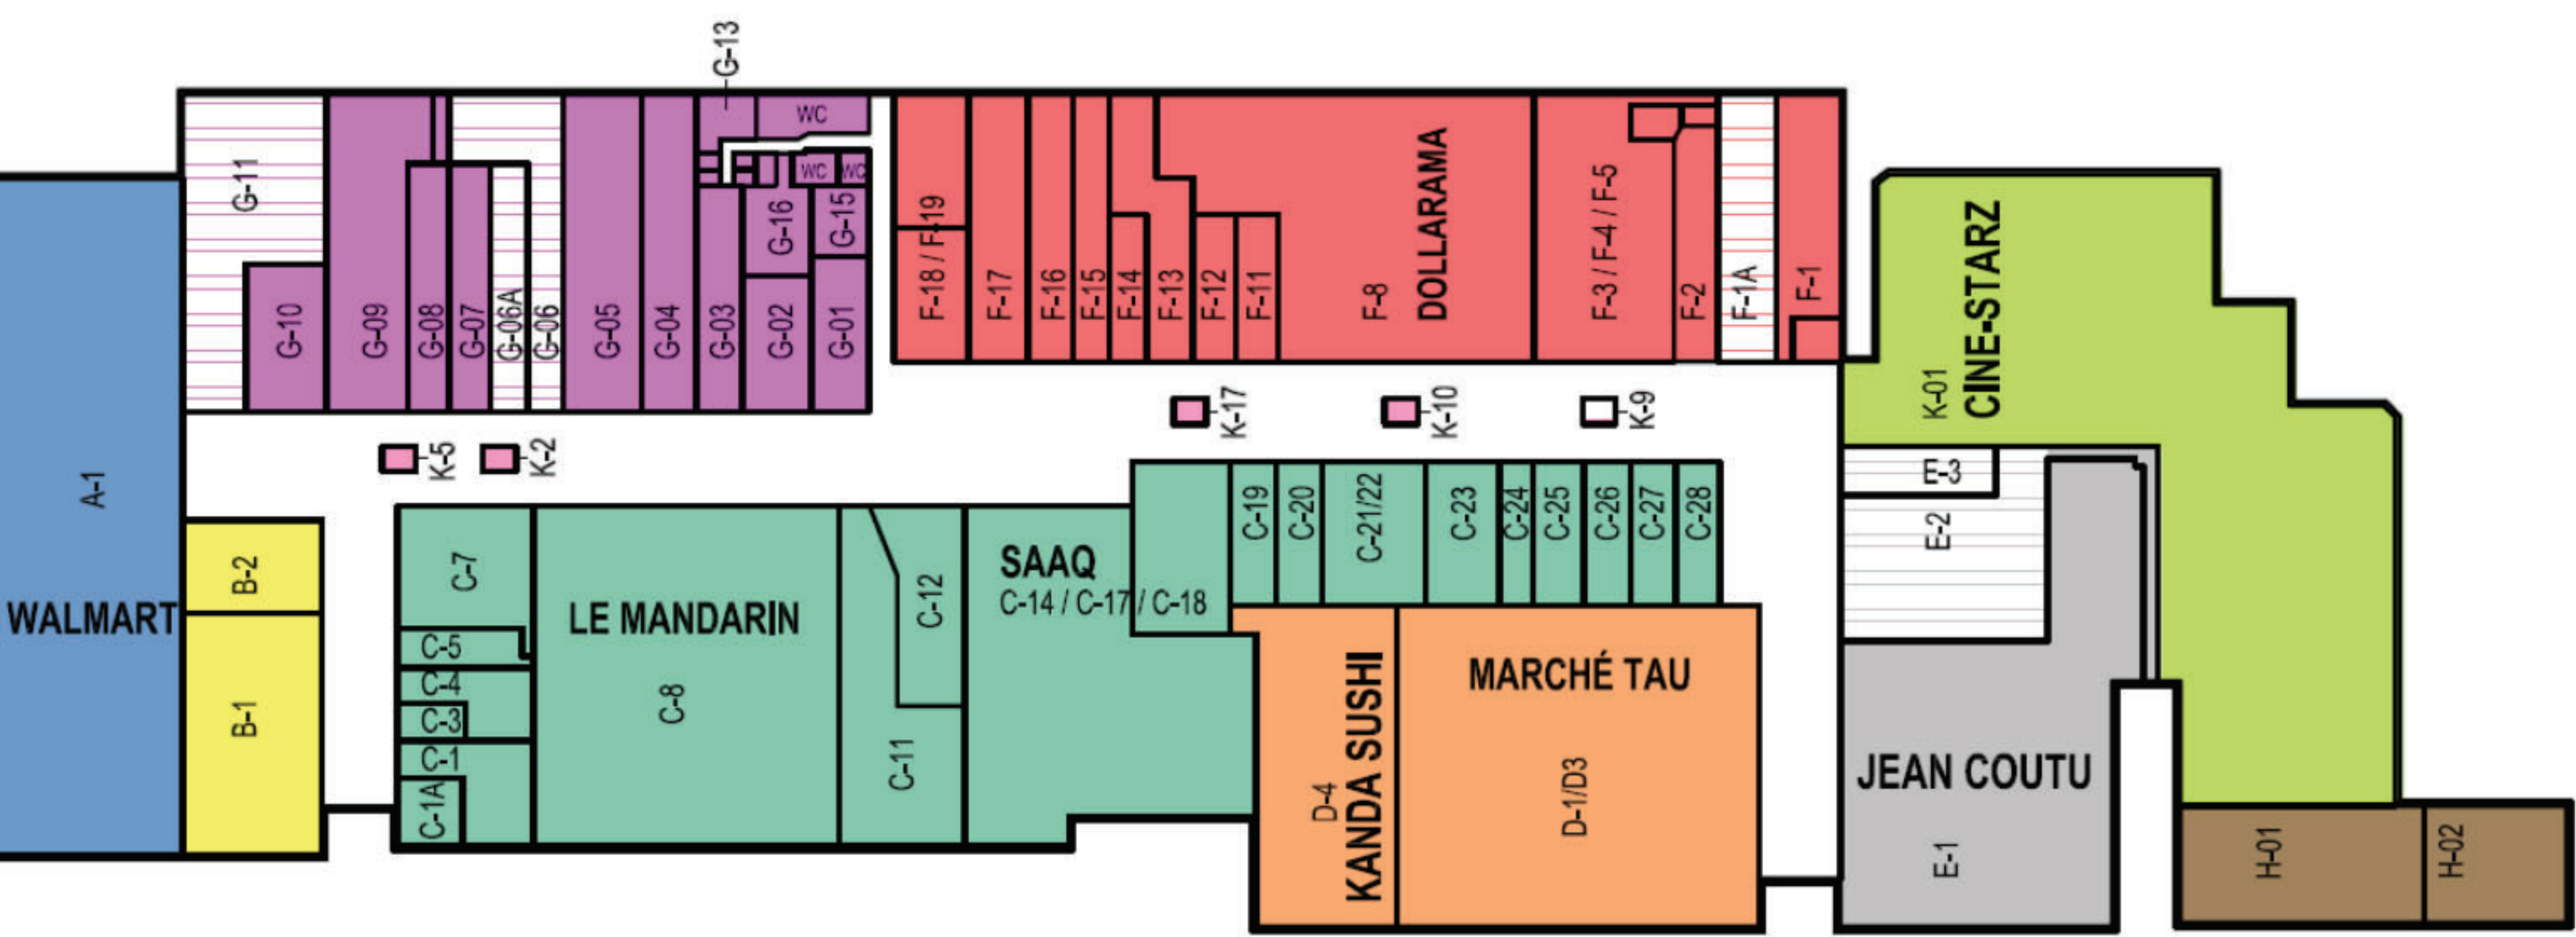 G-13
WC
G-11
G-10
G-09
G-08
G-07
G-06A
G-06
G-05
G-04
G-03
G-16
G-02
WC
WC
G-15
G-01
F-18 / F-19
F-17
F-16
F-15
F-14
F-13
F-12
F-11
F-8
DOLLARAMA
F-3 / F-4 / F-5
F-2
F-1A
F-1
K-01
CINE-STARZ
K-5
K-2
K-17
K-10
K-9
A-1
WALMART
B-2
B-1
C-7
C-5
C-4
C-3
C-1
C-1A
LE MANDARIN
C-8
C-12
C-11
SAAQ
C-14 / C-17 / C-18
C-19
C-20
C-21/22
C-23
C-24
C-25
C-26
C-27
C-28
D-4
KANDA SUSHI
MARCHÉ TAU
D-1/D3
E-3
E-2
JEAN COUTU
E-1
H-01
H-02